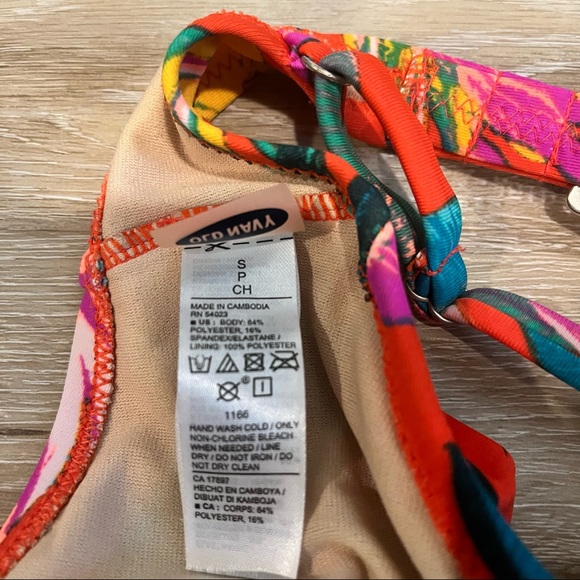 OLD NAVY
S
P
CH
MADE IN CAMBODIA
RN 54023
■ US : BODY: 84%
POLYESTER, 16%
SPANDEX/ELASTANE /
LINING: 100% POLYESTER
1166
HAND WASH COLD / ONLY
NON-CHLORINE BLEACH
WHEN NEEDED / LINE
DRY / DO NOT IRON / DO
NOT DRY CLEAN
CA 17897
HECHO EN CAMBOYA /
DIBUAT DI KAMBOJA
■ CA : CORPS: 84%
POLYESTER, 16%